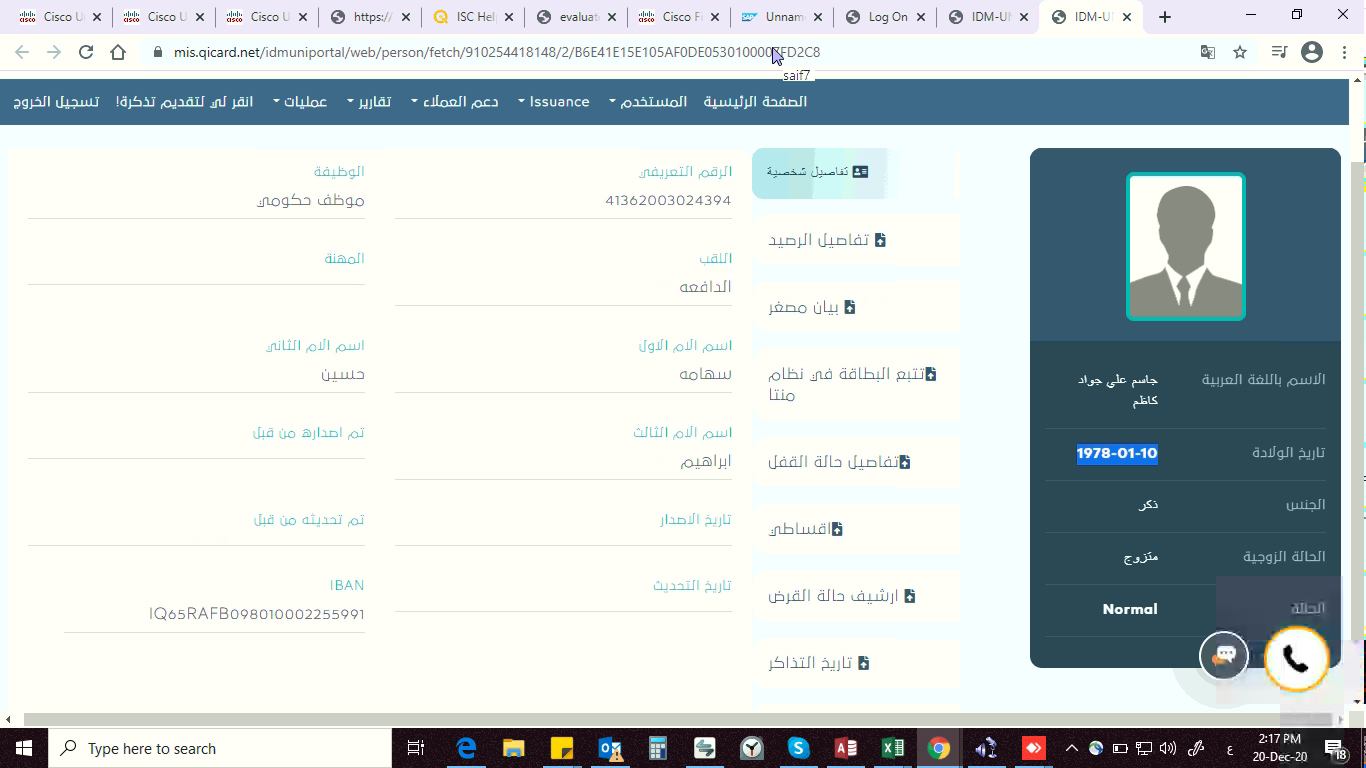 Cisco U
Cisco U
Cisco U
https://
ISC Hel
evaluat
Cisco Fi
Unnam
Log On
IDM-U
IDM-U
mis.qicard.net/idmuniportal/web/person/fetch/910254418148/2/
saif7
الصفحة الرئيسية
المستخدم
Issuance
دعم العملاء
تقارير
عمليات
انقر لي لتقديم تذكرة!
تسجيل الخروج
الاسم باللغة العربية
جاسم علي جواد
كاظم
تاريخ الولادة
1978-01-10
الجنس
ذكر
الحالة الزوجية
متزوج
الحالة
Normal
تفاصيل شخصية
تفاصيل الرصيد
بيان مصغر
تتبع البطاقة في نظام
منتا
تفاصيل حالة القفل
اقساطي
ارشيف حالة القرض
تاريخ التذاكر
الرقم التعريفي
41362003024394
الوظيفة
موظف حكومي
اللقب
الدافعه
المهنة
اسم الام الاول
سهامه
اسم الام الثاني
حسين
اسم الام الثالث
ابراهيم
تم اصداره من قبل
تاريخ الاصدار
تم تحديثه من قبل
تاريخ التحديث
IBAN
IQ65RAFB098010002255991
Type here to search
ع
2:17 PM
20-Dec-20
18